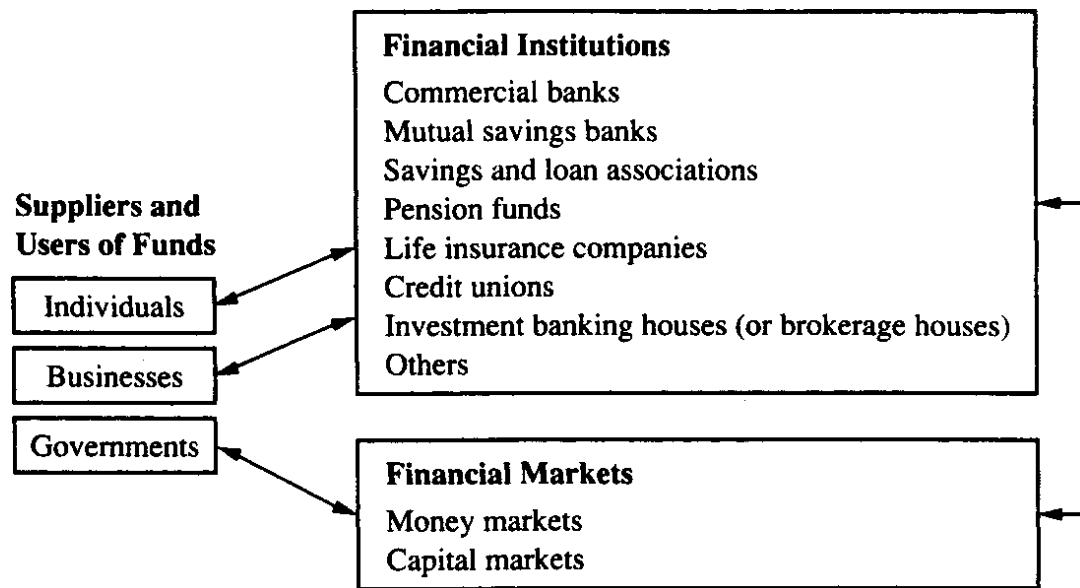 Suppliers and
Users of Funds
Individuals
Businesses
Governments
Financial Institutions
Commercial banks
Mutual savings banks
Savings and loan associations
Pension funds
Life insurance companies
Credit unions
Investment banking houses (or brokerage houses)
Others
Financial Markets
Money markets
Capital markets